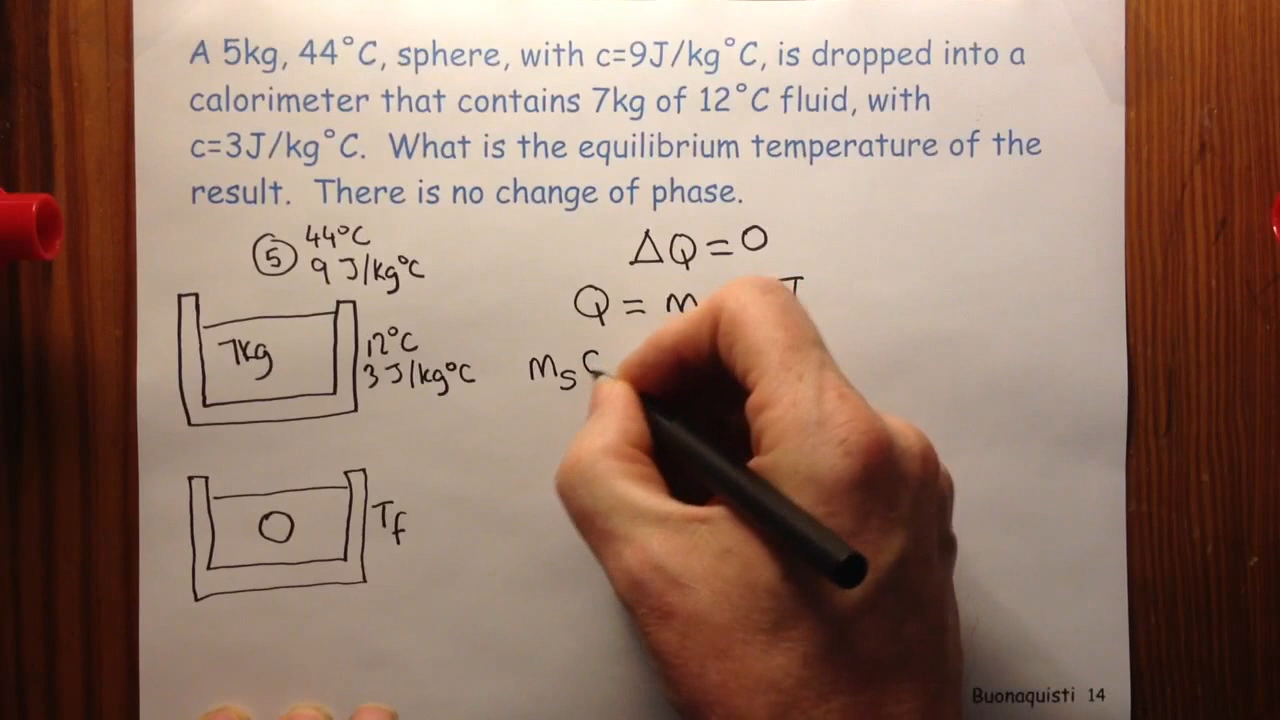 A 5kg, 44°C, sphere, with c=9J/kg°C, is dropped into a
calorimeter that contains 7kg of 12°C fluid, with
c=3J/kg°C. What is the equilibrium temperature of the
result. There is no change of phase.
44°C
5
9 J/kg°C
7kg
12°C
3 J/kg°C
Tf
ΔQ=0
Q = m
msc
Buonaquisti 14